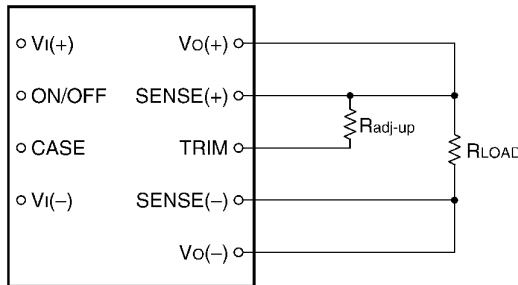 VI(+)
VO(+)
ON/OFF
SENSE(+)
Radj-up
CASE
TRIM
RLOAD
VI(–)
SENSE(–)
VO(–)